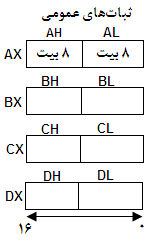 ثبات‌های عمومی
AH AL
AX ۸ بیت ۸ بیت
BH BL
BX
CH CL
CX
DH DL
DX
۱۶ ۰